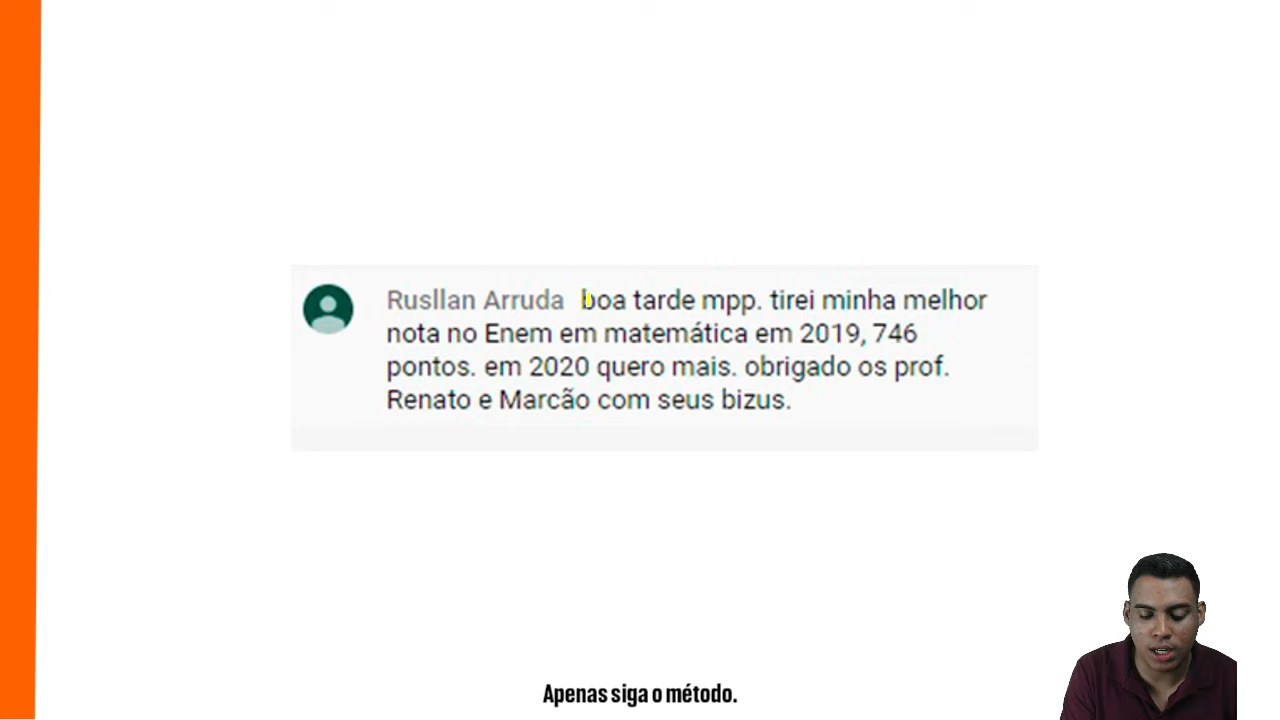 Rusllan Arruda boa tarde mpp. tirei minha melhor
nota no Enem em matemática em 2019, 746
pontos. em 2020 quero mais. obrigado os prof.
Renato e Marcão com seus bizus.
Apenas siga o método.